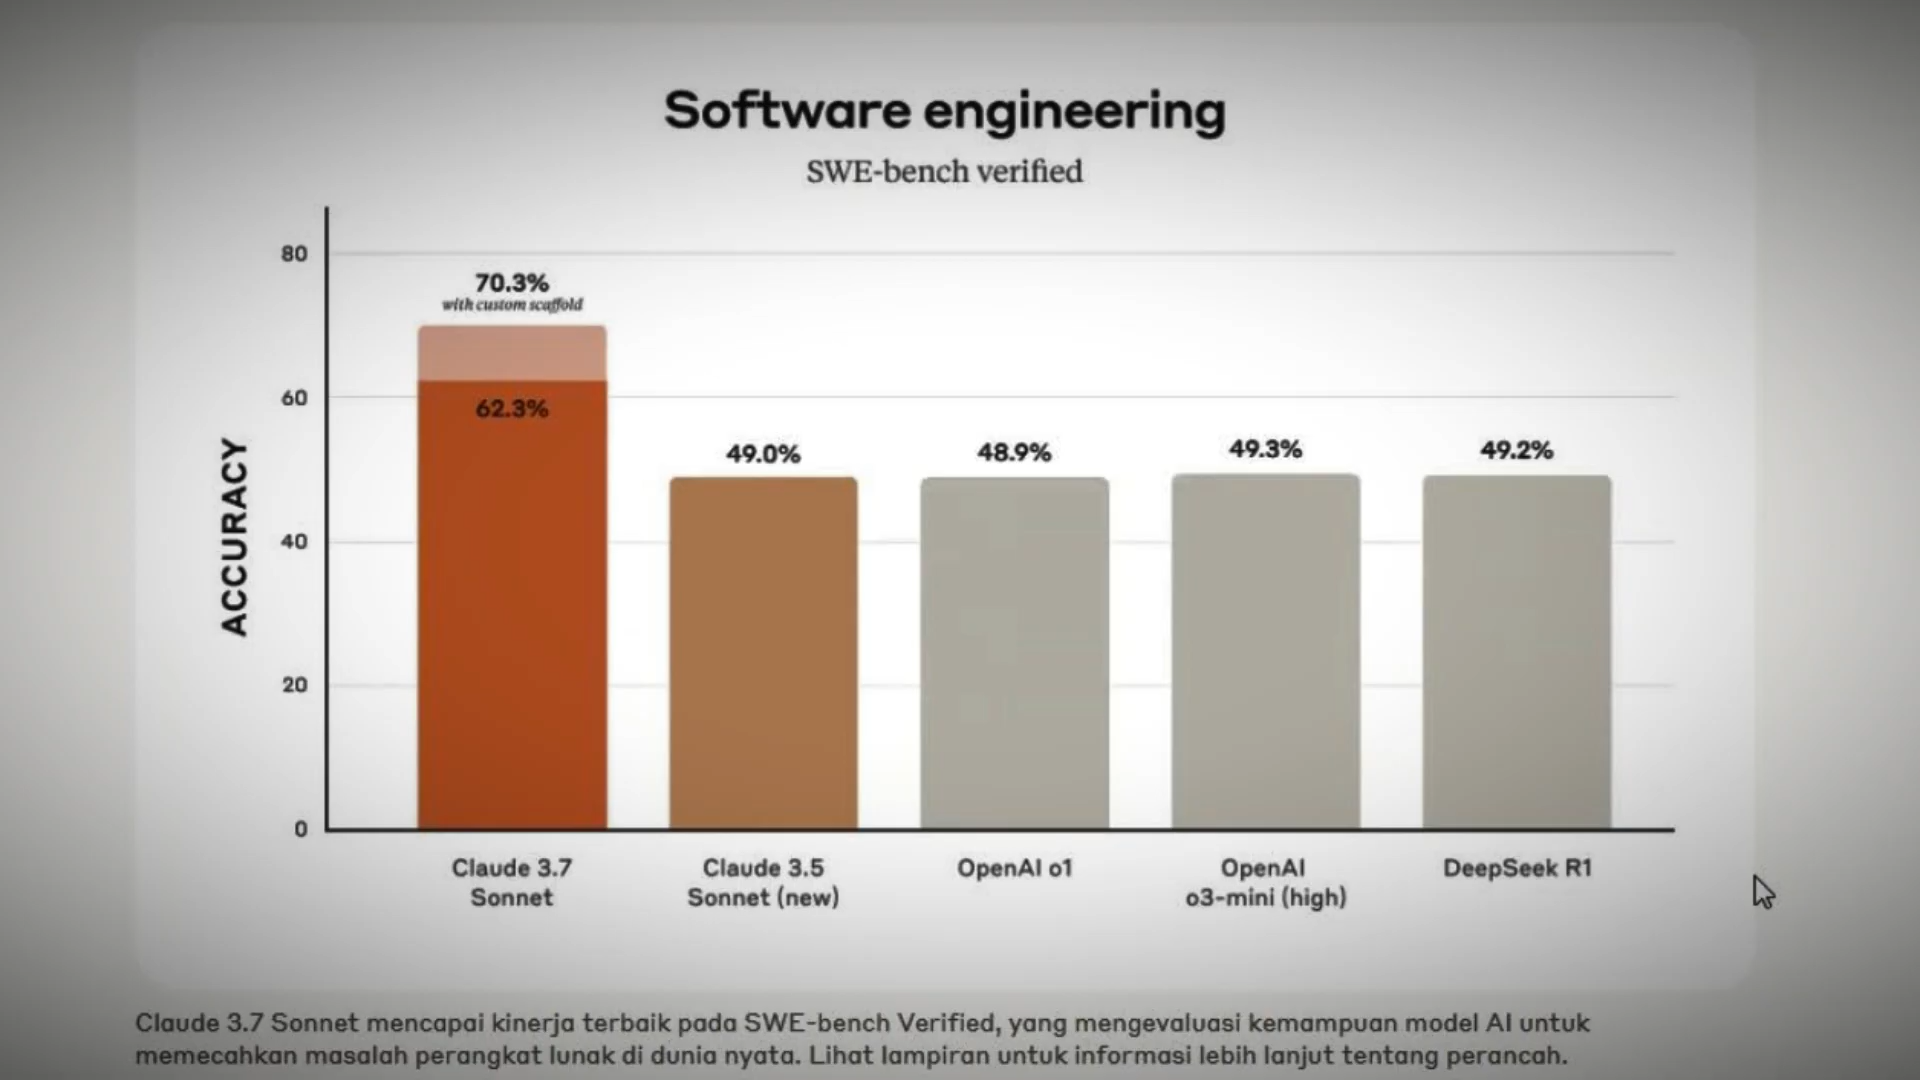 Software engineering
SWE-bench verified
ACCURACY
80
60
40
20
0
70.3%
with custom scaffold
62.3%
49.0%
48.9%
49.3%
49.2%
Claude 3.7
Sonnet
Claude 3.5
Sonnet (new)
OpenAI o1
OpenAI
o3-mini (high)
DeepSeek R1
Claude 3.7 Sonnet mencapai kinerja terbaik pada SWE-bench Verified, yang mengevaluasi kemampuan model AI untuk
memecahkan masalah perangkat lunak di dunia nyata. Lihat lampiran untuk informasi lebih lanjut tentang perancah.